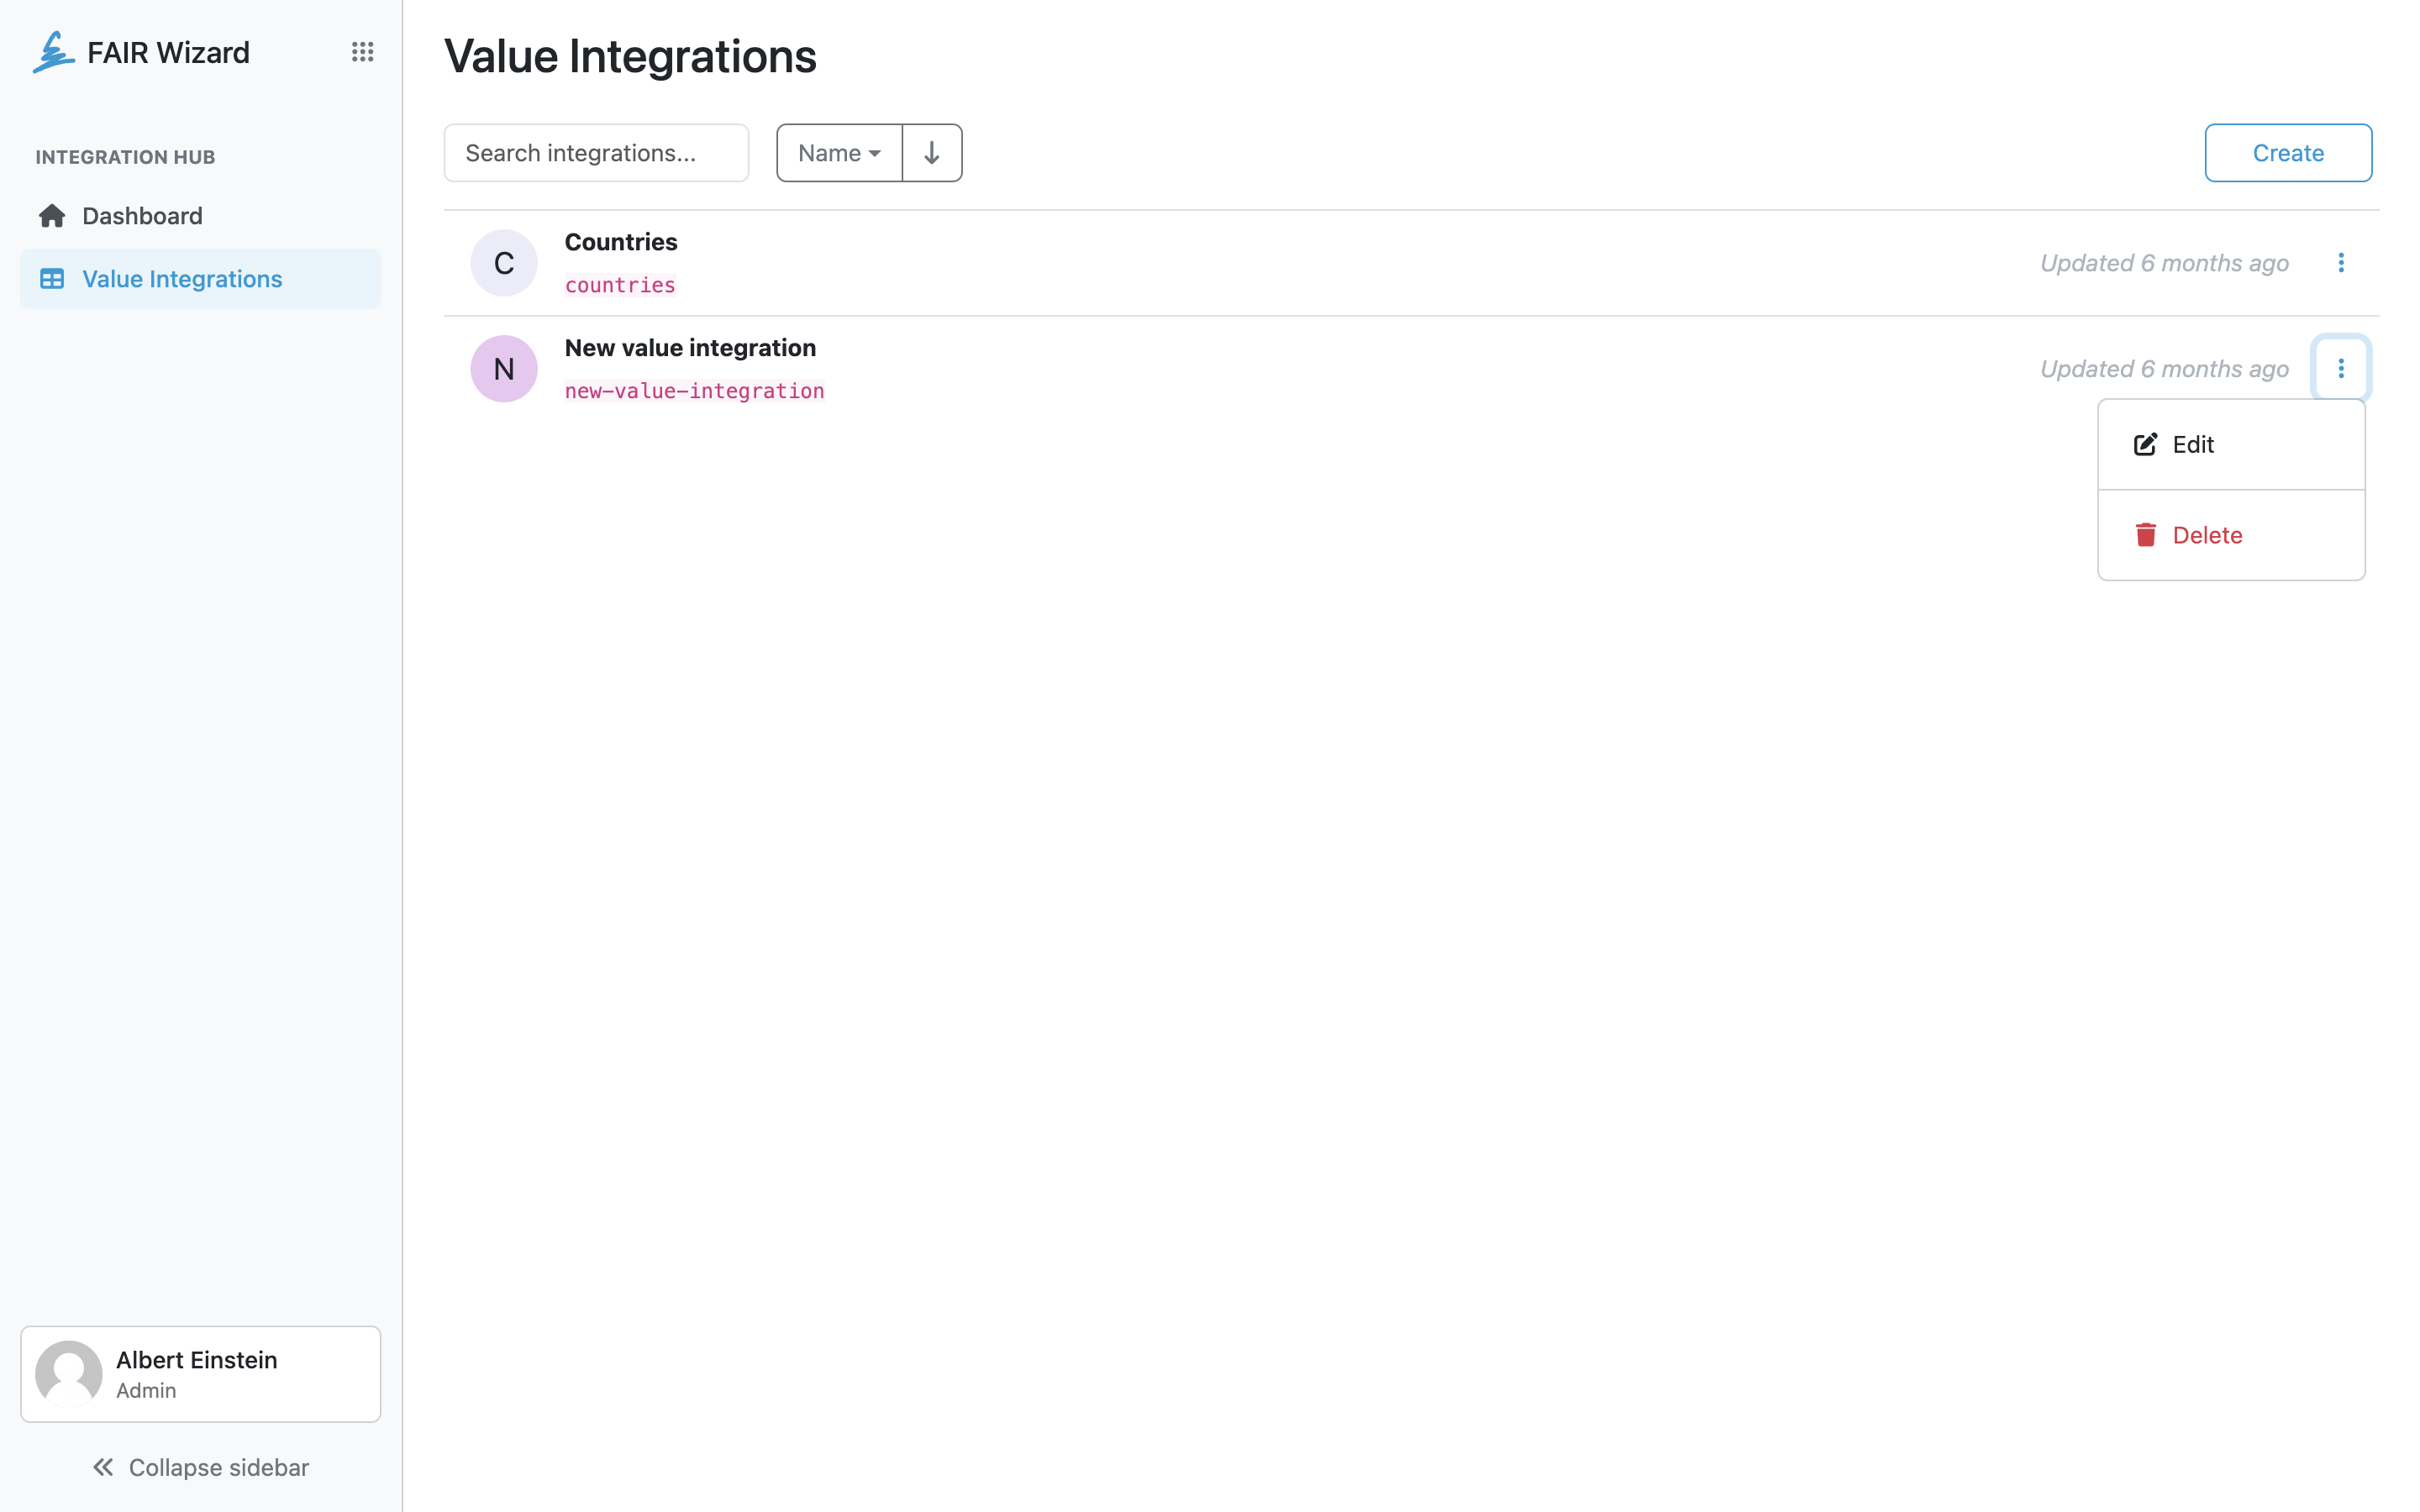 FAIR Wizard
INTEGRATION HUB
Dashboard
Value Integrations
Albert Einstein
Admin
Collapse sidebar
Value Integrations
Search integrations...
Name
Create
C
Countries
countries
Updated 6 months ago
N
New value integration
new-value-integration
Updated 6 months ago
Edit
Delete